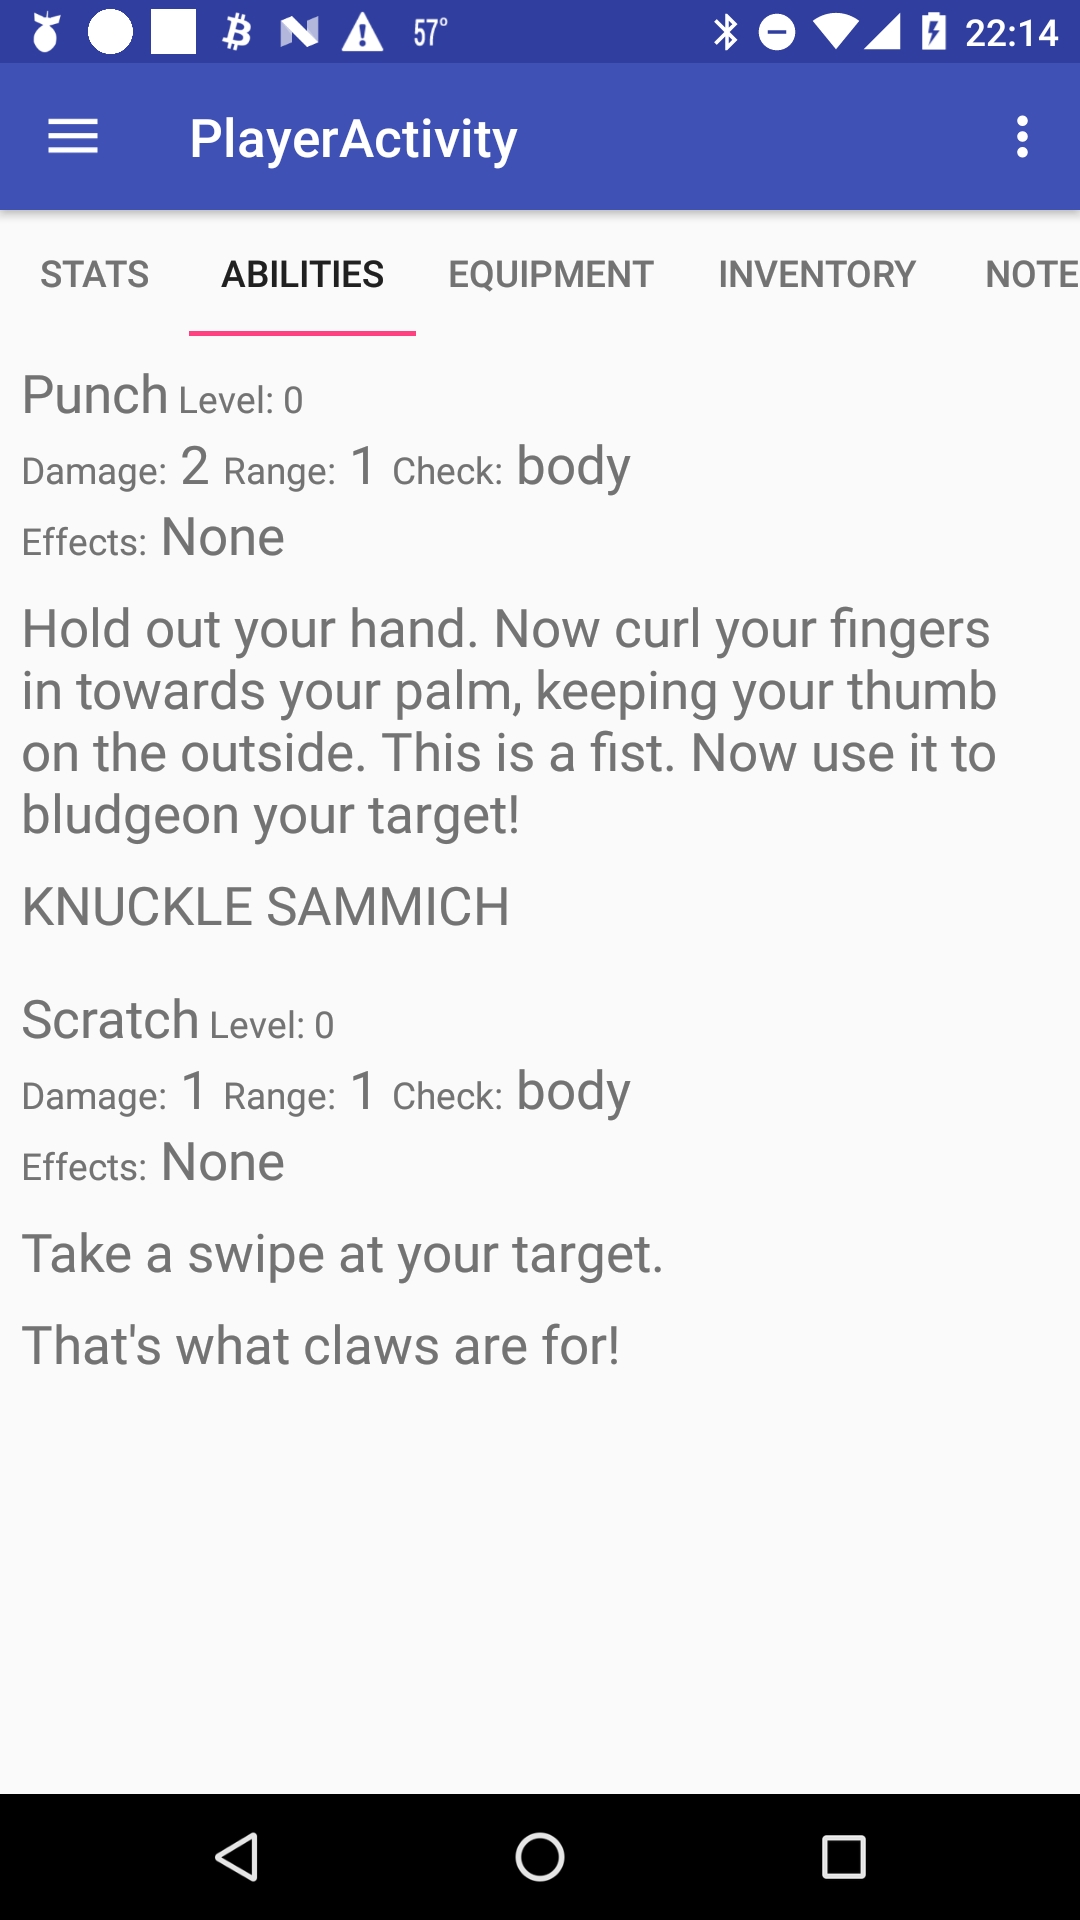 57° 22:14
PlayerActivity
STATS ABILITIES EQUIPMENT INVENTORY NOTE
Punch Level: 0
Damage: 2 Range: 1 Check: body
Effects: None
Hold out your hand. Now curl your fingers
in towards your palm, keeping your thumb
on the outside. This is a fist. Now use it to
bludgeon your target!
KNUCKLE SAMMICH
Scratch Level: 0
Damage: 1 Range: 1 Check: body
Effects: None
Take a swipe at your target.
That's what claws are for!